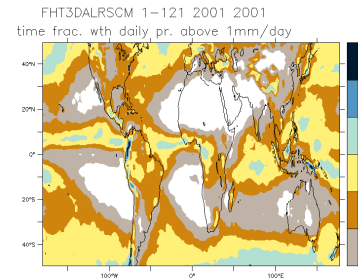 FHT3DALRSCM 1-121 2001 2001
time frac. wth daily pr. above 1mm/day
40°N
20°N
0°
20°S
40°S
100°W 0° 100°E